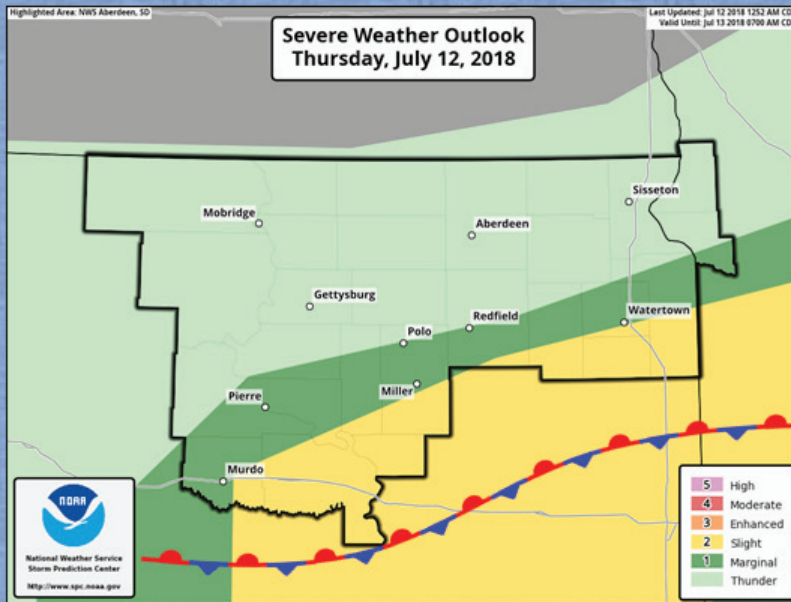 Highlighted Area: NWS Aberdeen, SD
Last Updated: Jul 12 2018 1252 AM CD
Valid Until: Jul 13 2018 0700 AM CD
Severe Weather Outlook
Thursday, July 12, 2018
Sisseton
Mobridge
Aberdeen
Gettysburg
Redfield
Watertown
Polo
Miller
Pierre
Murdo
NOAA
National Weather Service
Storm Prediction Center
http://www.spc.noaa.gov
5 High
4 Moderate
3 Enhanced
2 Slight
1 Marginal
Thunder